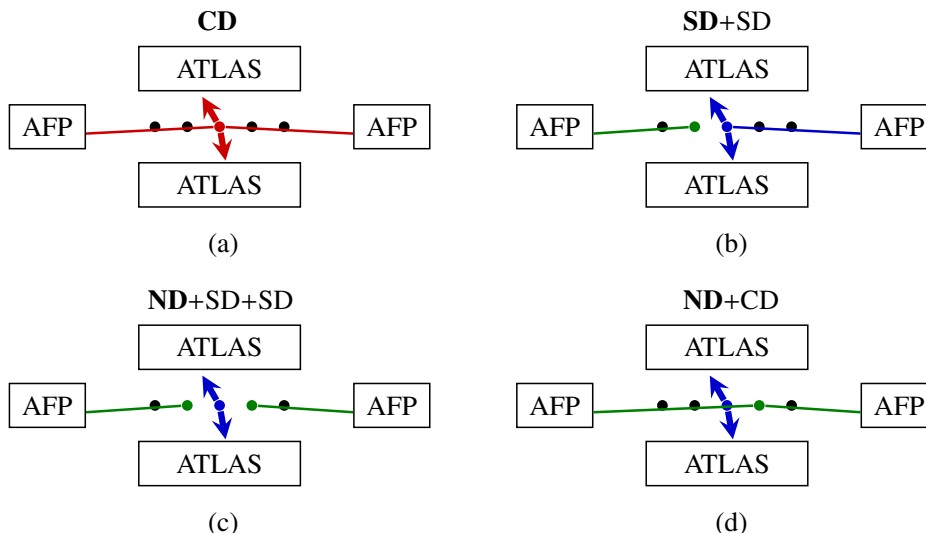 CD
ATLAS
AFP AFP
ATLAS
(a)
SD+SD
ATLAS
AFP AFP
ATLAS
(b)
ND+SD+SD
ATLAS
AFP AFP
ATLAS
(c)
ND+CD
ATLAS
AFP AFP
ATLAS
(d)